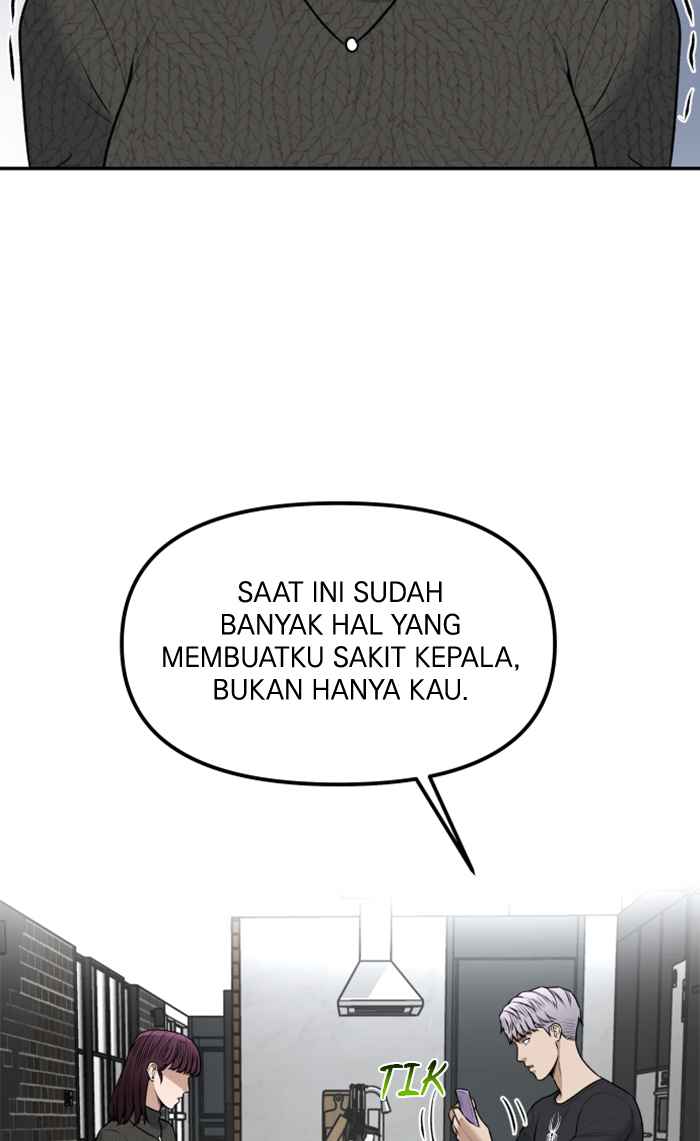 SAAT INI SUDAH
BANYAK HAL YANG
MEMBUATKU SAKIT KEPALA,
BUKAN HANYA KAU.
TIK